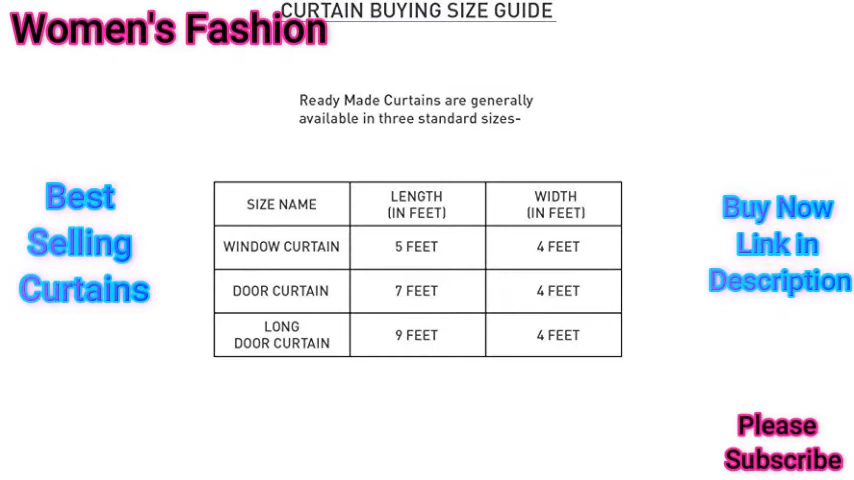 CURTAIN BUYING SIZE GUIDE
Women's Fashion
Ready Made Curtains are generally
available in three standard sizes-
Best
Selling
Curtains
SIZE NAME
LENGTH
(IN FEET)
WIDTH
(IN FEET)
WINDOW CURTAIN
5 FEET
4 FEET
DOOR CURTAIN
7 FEET
4 FEET
LONG
DOOR CURTAIN
9 FEET
4 FEET
Buy Now
Link in
Description
Please
Subscribe